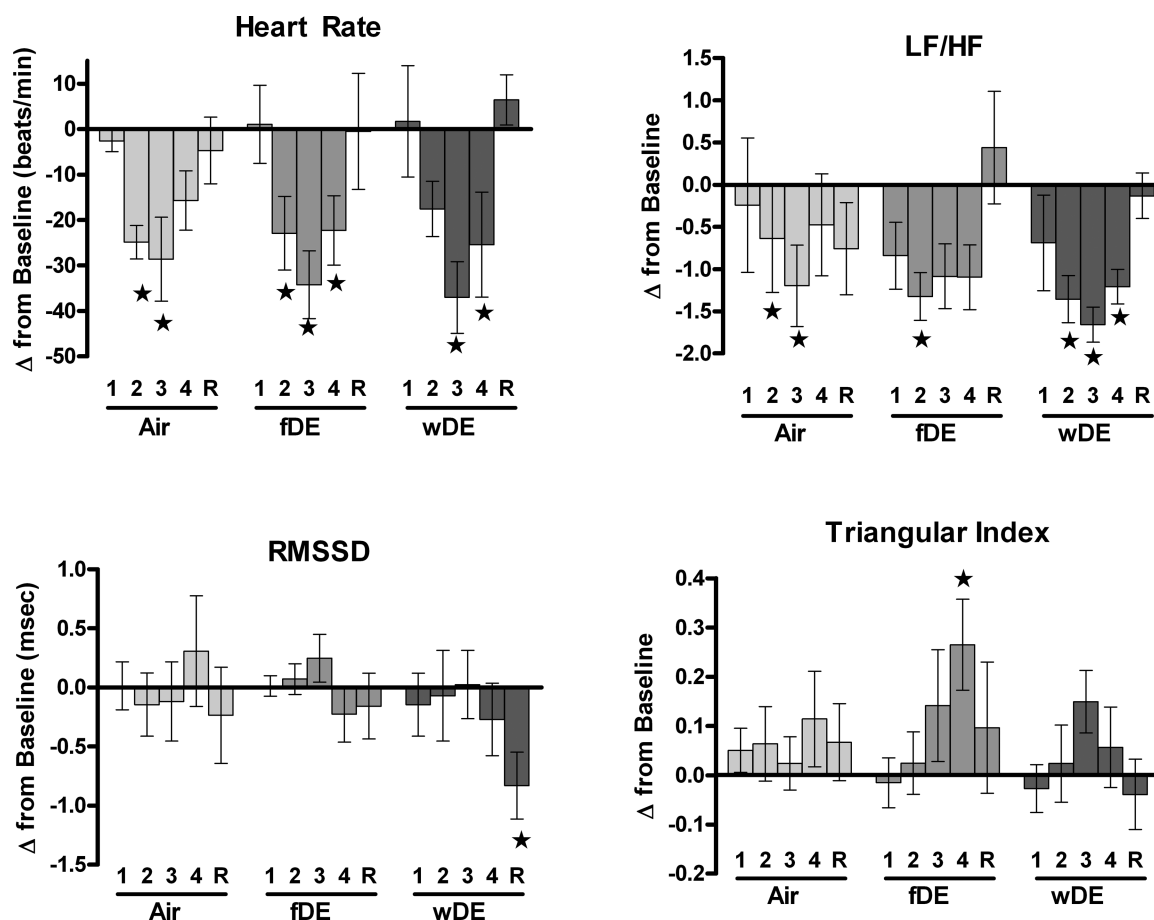 Heart Rate
Δ from Baseline (beats/min)
10
0
-10
-20
-30
-40
-50
★ ★ ★ ★ ★ ★ ★
1 2 3 4 R 1 2 3 4 R 1 2 3 4 R
Air fDE wDE
LF/HF
Δ from Baseline
1.5
1.0
0.5
0.0
-0.5
-1.0
-1.5
-2.0
★ ★ ★ ★ ★ ★
1 2 3 4 R 1 2 3 4 R 1 2 3 4 R
Air fDE wDE
RMSSD
Δ from Baseline (msec)
1.0
0.5
0.0
-0.5
-1.0
-1.5
★
1 2 3 4 R 1 2 3 4 R 1 2 3 4 R
Air fDE wDE
Triangular Index
Δ from Baseline
0.4
0.3
0.2
0.1
0.0
-0.1
-0.2
★
1 2 3 4 R 1 2 3 4 R 1 2 3 4 R
Air fDE wDE